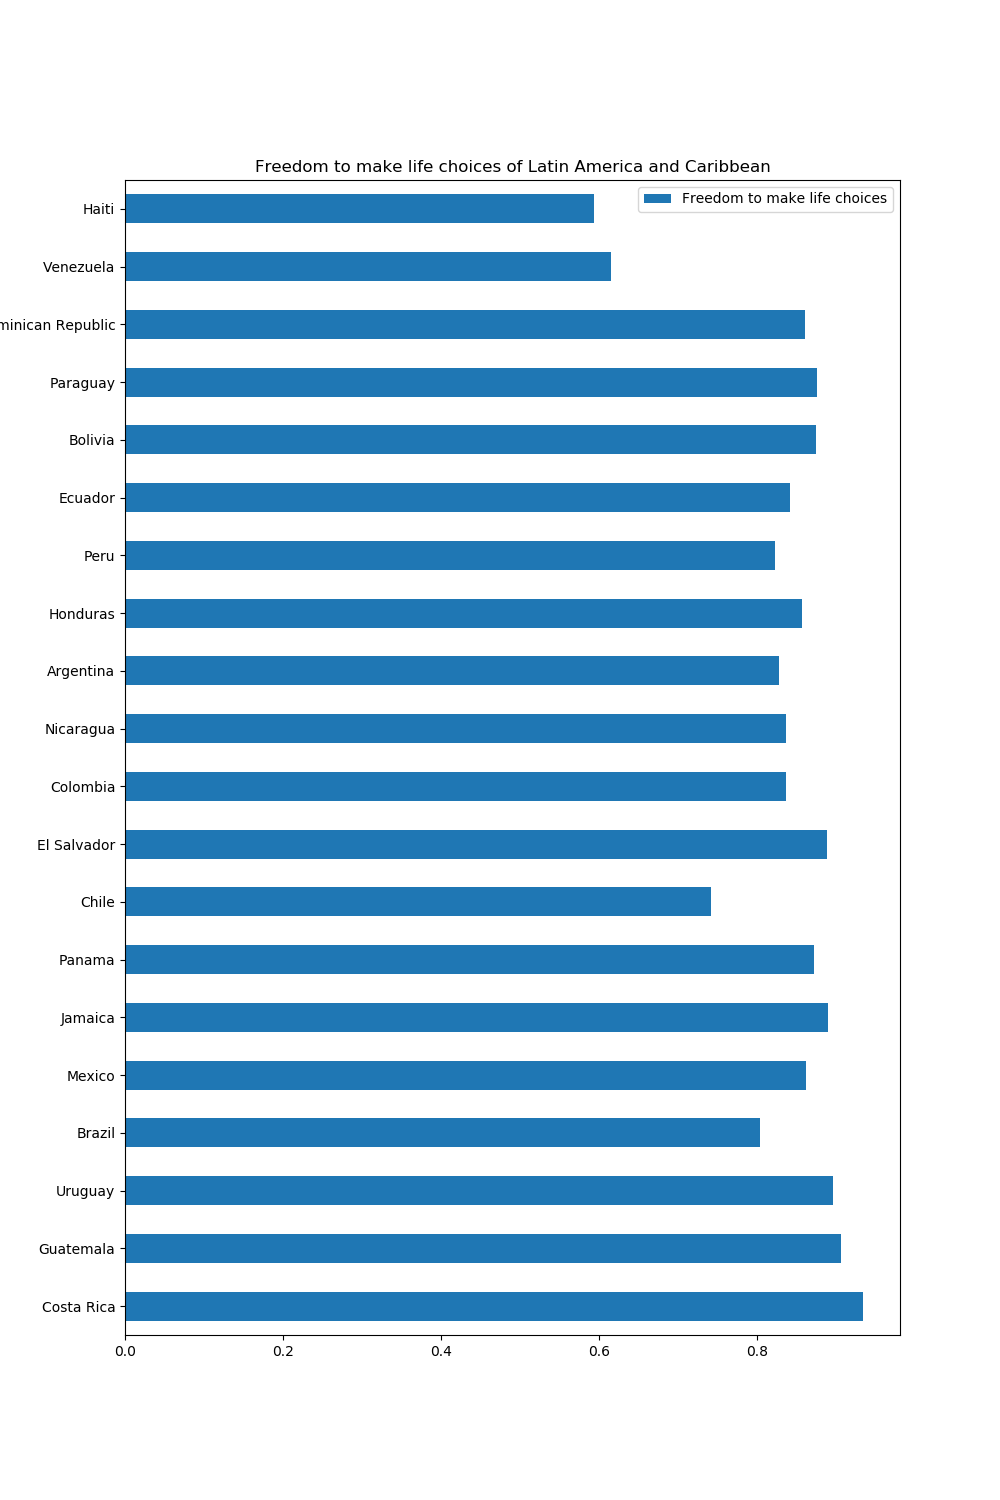 Freedom to make life choices of Latin America and Caribbean
Freedom to make life choices
Haiti
Venezuela
minican Republic
Paraguay
Bolivia
Ecuador
Peru
Honduras
Argentina
Nicaragua
Colombia
El Salvador
Chile
Panama
Jamaica
Mexico
Brazil
Uruguay
Guatemala
Costa Rica
0.0 0.2 0.4 0.6 0.8